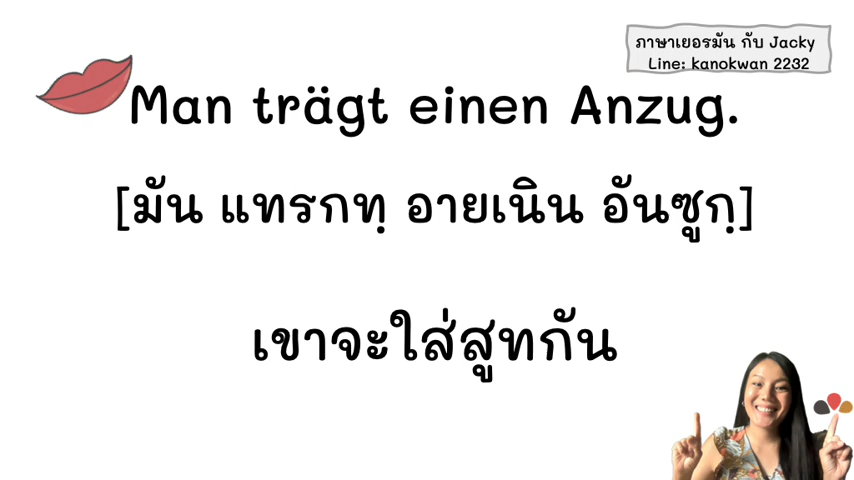 ภาษาเยอรมัน กับ Jacky
Line: kanokwan 2232
Man trägt einen Anzug.
[มัน แทรกทฺ อายเนิน อันซูกฺ]
เขาจะใส่สูทกัน